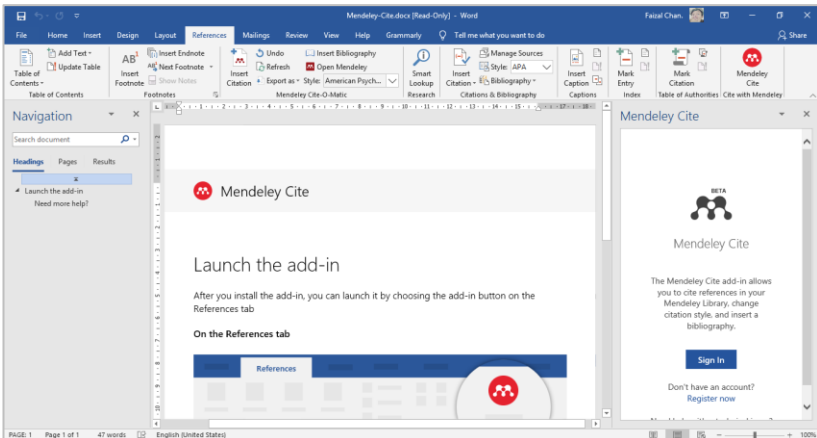 Mendeley-Cite.docx [Read-Only] - Word
Faizal Chan.
File Home Insert Design Layout References Mailings Review View Help Grammarly Tell me what you want to do Share
Table of Contents
Add Text
Update Table
Table of Contents
AB¹ Insert Footnote
Insert Endnote
Next Footnote
Show Notes
Footnotes
Insert Citation
Undo
Refresh
Export as
Insert Bibliography
Open Mendeley
Style: American Psych...
Mendeley Cite-O-Matic
Smart Lookup
Research
Insert Citation
Manage Sources
Style: APA
Bibliography
Citations & Bibliography
Insert Caption
Captions
Mark Entry
Index
Mark Citation
Table of Authorities
Mendeley Cite
Cite with Mendeley
Navigation
Search document
Headings Pages Results
Launch the add-in
Need more help?
Mendeley Cite
Launch the add-in
After you install the add-in, you can launch it by choosing the add-in button on the
References tab
On the References tab
References
Mendeley Cite
BETA
Mendeley Cite
The Mendeley Cite add-in allows
you to cite references in your
Mendeley Library, change
citation style, and insert a
bibliography.
Sign In
Don't have an account?
Register now
PAGE: 1 Page 1 of 1 47 words English (United States) 100%